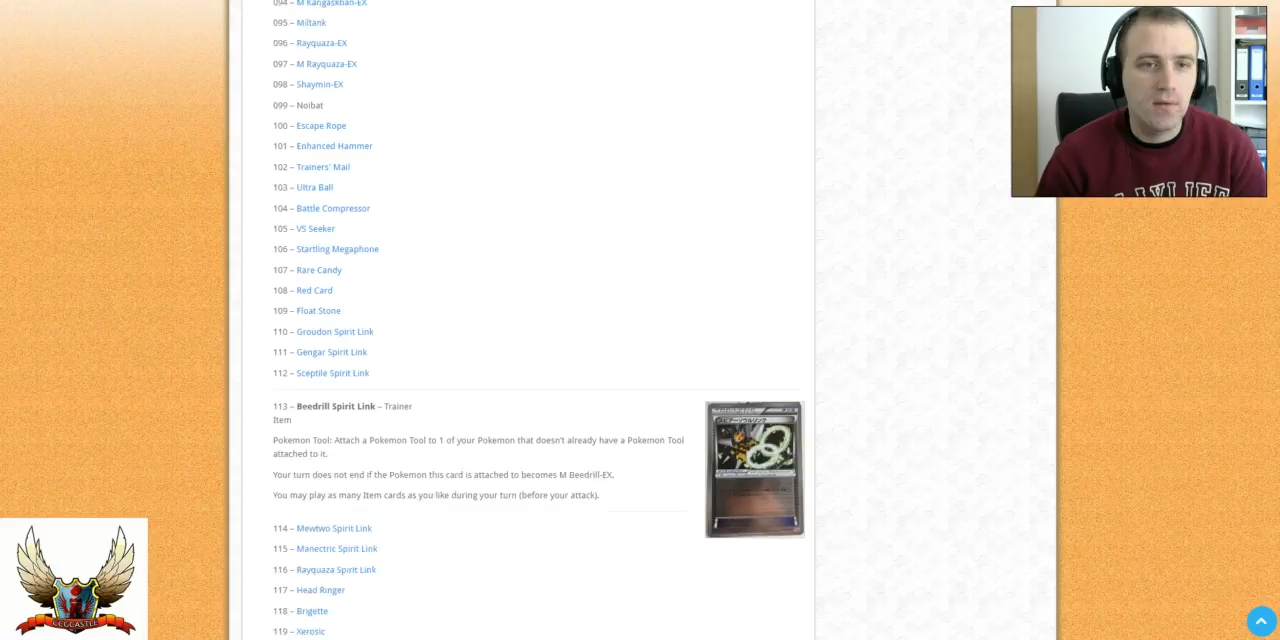 094 – M Kangaskhan-EX
095 – Miltank
096 – Rayquaza-EX
097 – M Rayquaza-EX
098 – Shaymin-EX
099 – Noibat
100 – Escape Rope
101 – Enhanced Hammer
102 – Trainers' Mail
103 – Ultra Ball
104 – Battle Compressor
105 – VS Seeker
106 – Startling Megaphone
107 – Rare Candy
108 – Red Card
109 – Float Stone
110 – Groudon Spirit Link
111 – Gengar Spirit Link
112 – Sceptile Spirit Link
113 – Beedrill Spirit Link – Trainer
Item
Pokemon Tool: Attach a Pokemon Tool to 1 of your Pokemon that doesn't already have a Pokemon Tool
attached to it.
Your turn does not end if the Pokemon this card is attached to becomes M Beedrill-EX.
You may play as many Item cards as you like during your turn (before your attack).
114 – Mewtwo Spirit Link
115 – Manectric Spirit Link
116 – Rayquaza Spirit Link
117 – Head Ringer
118 – Brigette
119 – Xerosic
CCGCASTLE